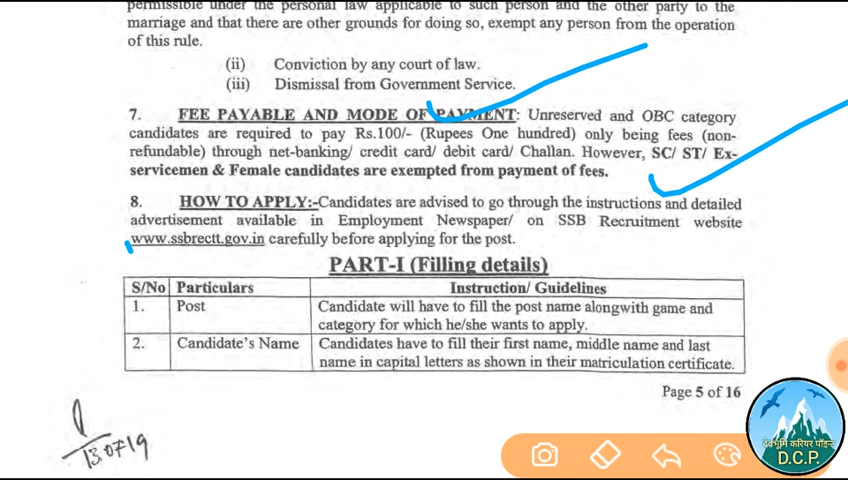 permissible under the personal law applicable to such person and the other party to the
marriage and that there are other grounds for doing so, exempt any person from the operation
of this rule.
(ii) Conviction by any court of law.
(iii) Dismissal from Government Service.
7. FEE PAYABLE AND MODE OF PAYMENT: Unreserved and OBC category
candidates are required to pay Rs.100/- (Rupees One hundred) only being fees (non-
refundable) through net-banking/ credit card/ debit card/ Challan. However, SC/ ST/ Ex-
servicemen & Female candidates are exempted from payment of fees.
8. HOW TO APPLY:-Candidates are advised to go through the instructions and detailed
advertisement available in Employment Newspaper/ on SSB Recruitment website
www.ssbrectt.gov.in carefully before applying for the post.
PART-I (Filling details)
S/No Particulars Instruction/ Guidelines
1. Post Candidate will have to fill the post name alongwith game and
category for which he/she wants to apply.
2. Candidate's Name Candidates have to fill their first name, middle name and last
name in capital letters as shown in their matriculation certificate.
Page 5 of 16
130719
देवभूमि करियर पॉइन्ट
D.C.P.